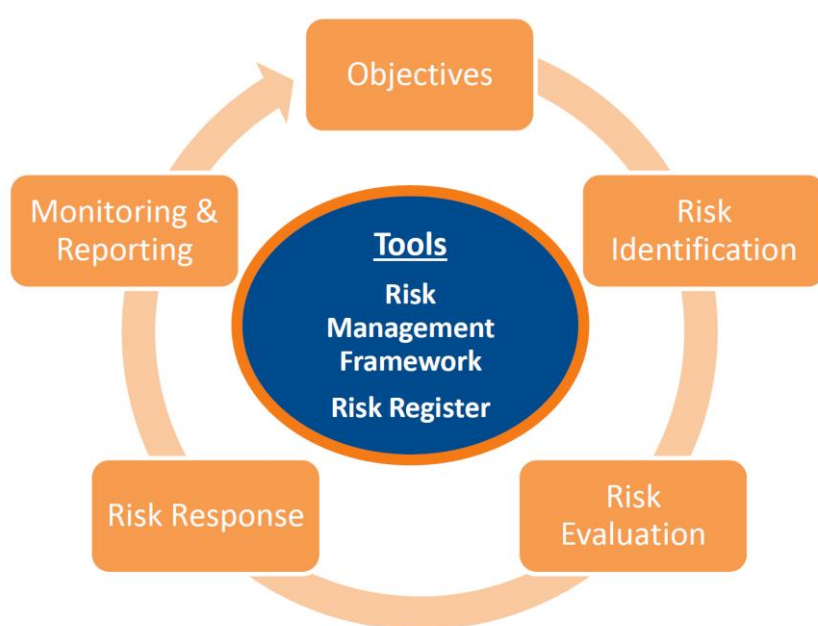 Objectives
Risk
Identification
Risk
Evaluation
Risk Response
Monitoring &
Reporting
Tools
Risk
Management
Framework
Risk Register